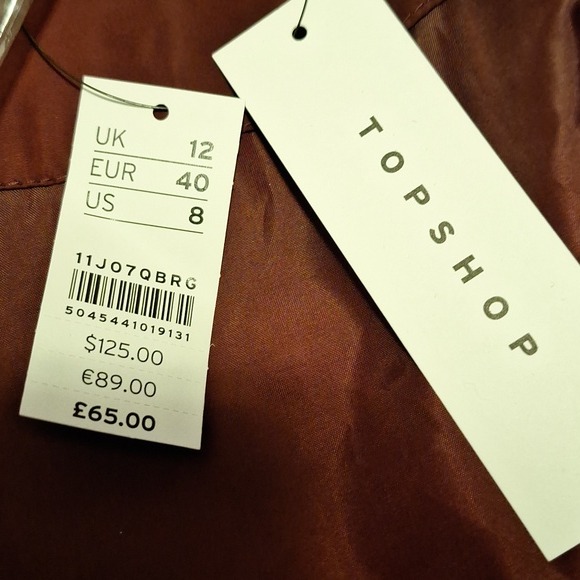 UK 12
EUR 40
US 8
11J07QBRG
5045441019131
$125.00
€89.00
£65.00
TOPSHOP